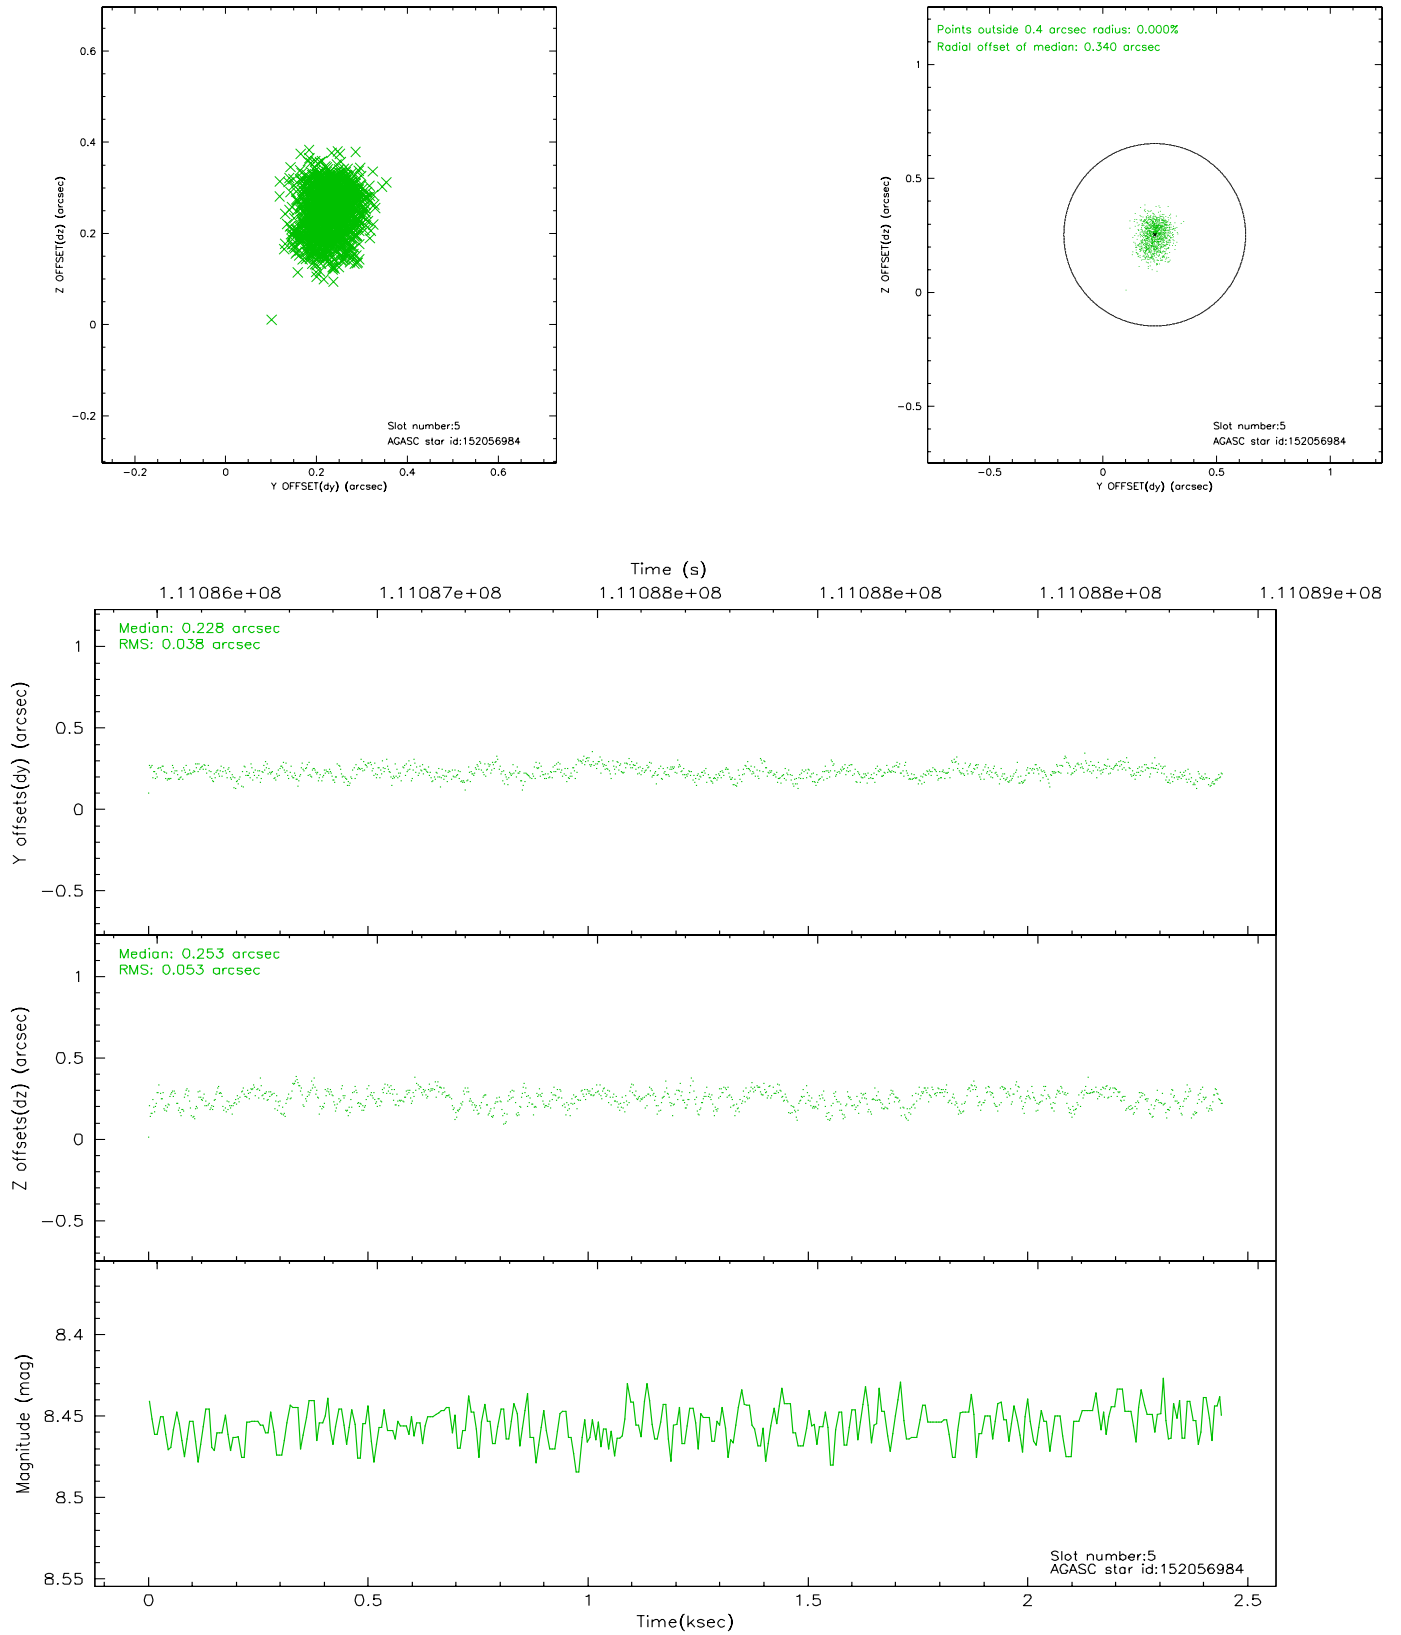 0.6
0.4
0.2
0
−0.2
Z OFFSET(dz) (arcsec)
Slot number:5
AGASC star id:152056984
−0.2 0 0.2 0.4 0.6
Y OFFSET(dy) (arcsec)
Points outside 0.4 arcsec radius: 0.000%
Radial offset of median: 0.340 arcsec
1
0.5
0
−0.5
Z OFFSET(dz) (arcsec)
Slot number:5
AGASC star id:152056984
−0.5 0 0.5 1
Y OFFSET(dy) (arcsec)
Time (s)
1.11086e+08 1.11087e+08 1.11088e+08 1.11088e+08 1.11088e+08 1.11089e+08
Median: 0.228 arcsec
RMS: 0.038 arcsec
1
0.5
0
−0.5
Y offsets(dy) (arcsec)
Median: 0.253 arcsec
RMS: 0.053 arcsec
1
0.5
0
−0.5
Z offsets(dz) (arcsec)
8.4
8.45
8.5
8.55
Magnitude (mag)
Slot number:5
AGASC star id:152056984
0 0.5 1 1.5 2 2.5
Time(ksec)